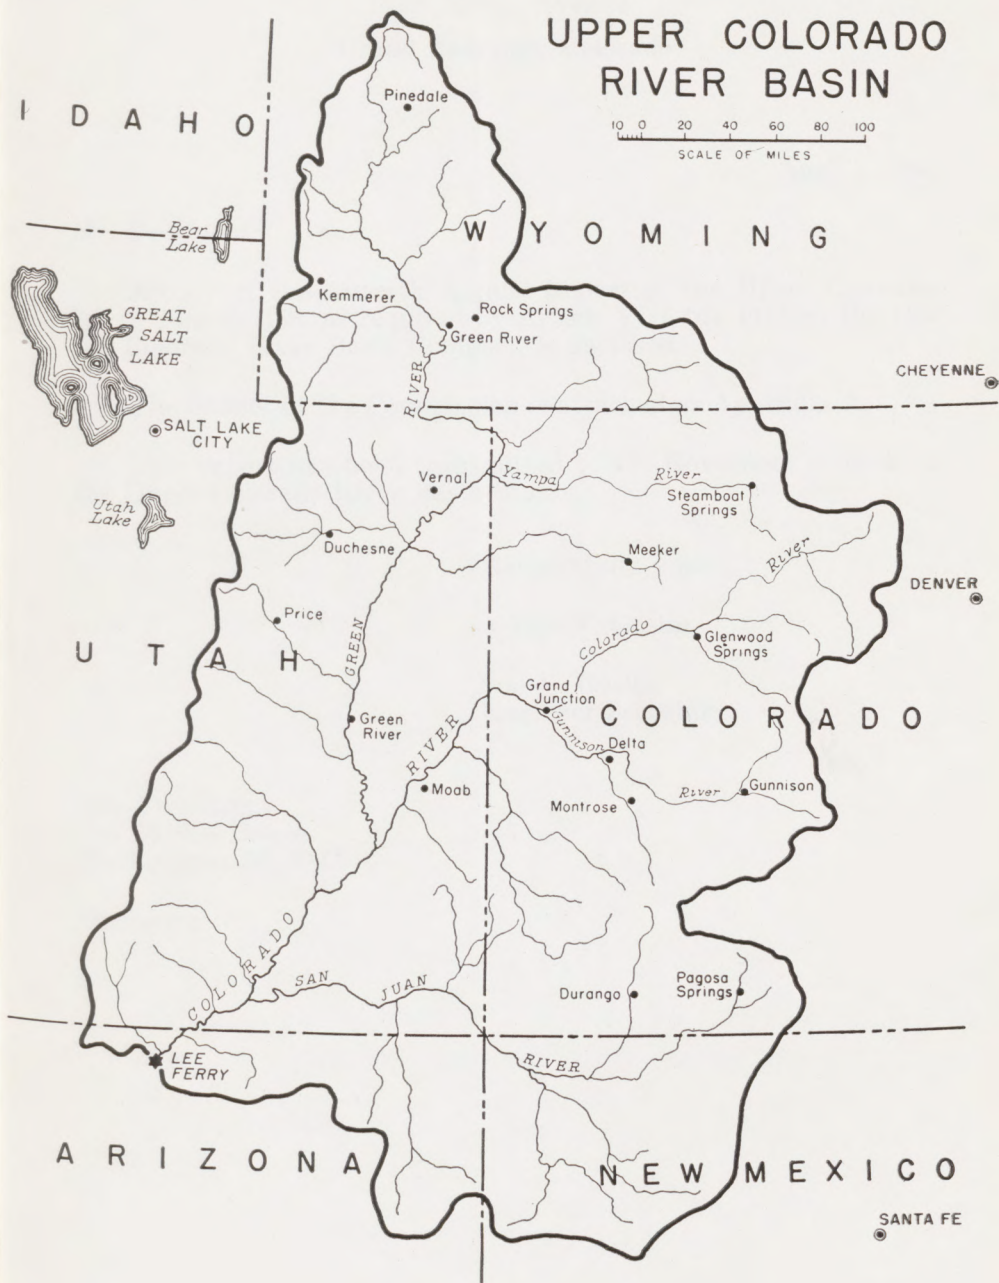 UPPER COLORADO
RIVER BASIN
10 0 20 40 60 80 100
SCALE OF MILES
IDAHO
Pinedale
WYOMING
Bear
Lake
Kemmerer
Rock Springs
Green River
GREAT
SALT
LAKE
RIVER
CHEYENNE
SALT LAKE
CITY
Vernal
Yampa
River
Steamboat
Springs
Utah
Lake
Duchesne
Meeker
River
DENVER
Price
GREEN
Colorado
Glenwood
Springs
UTAH
Grand
Junction
COLORADO
Green
River
RIVER
Gunnison
Delta
Moab
Montrose
River
Gunnison
COLORADO
SAN
JUAN
Durango
Pagosa
Springs
LEE
FERRY
RIVER
ARIZONA
NEW MEXICO
SANTA FE